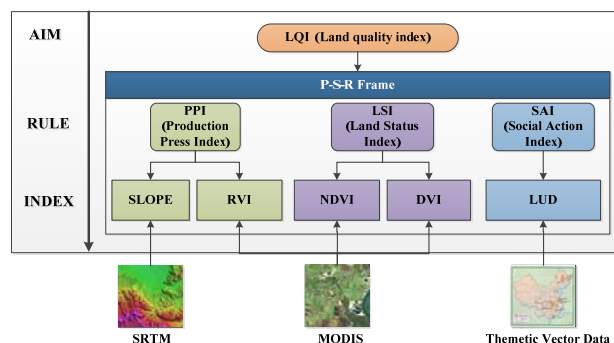 AIM
LQI (Land quality index)
P-S-R Frame
RULE
PPI
(Production
Press Index)
LSI
(Land Status
Index)
SAI
(Social Action
Index)
INDEX
SLOPE
RVI
NDVI
DVI
LUD
SRTM
MODIS
Themetic Vector Data